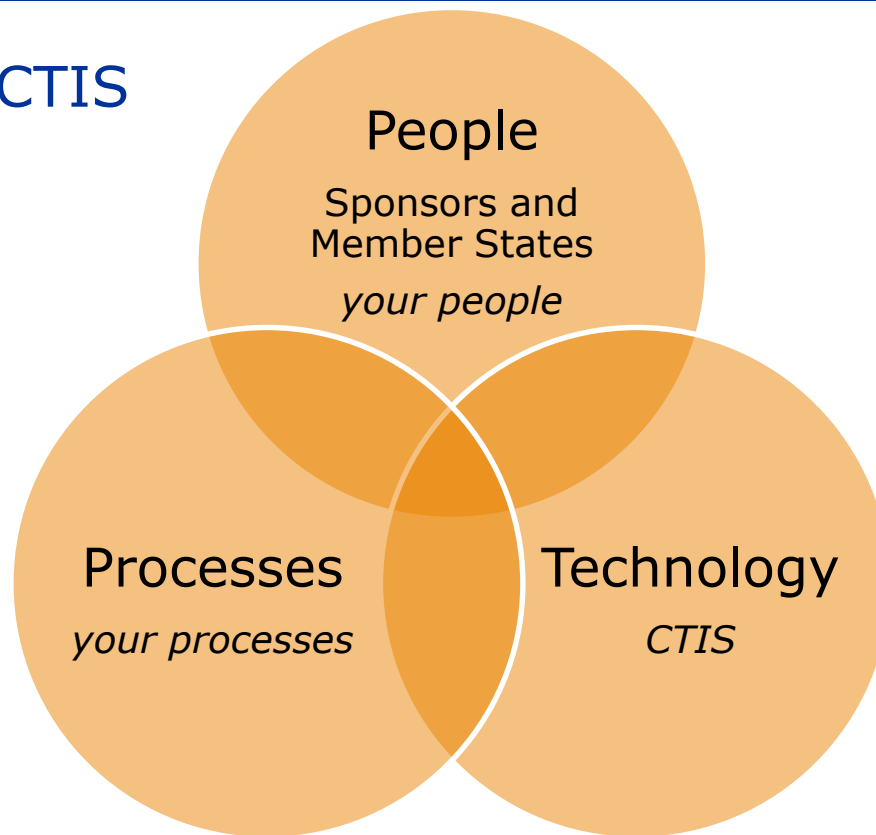 CTIS
People
Sponsors and
Member States
your people
Processes
your processes
Technology
CTIS